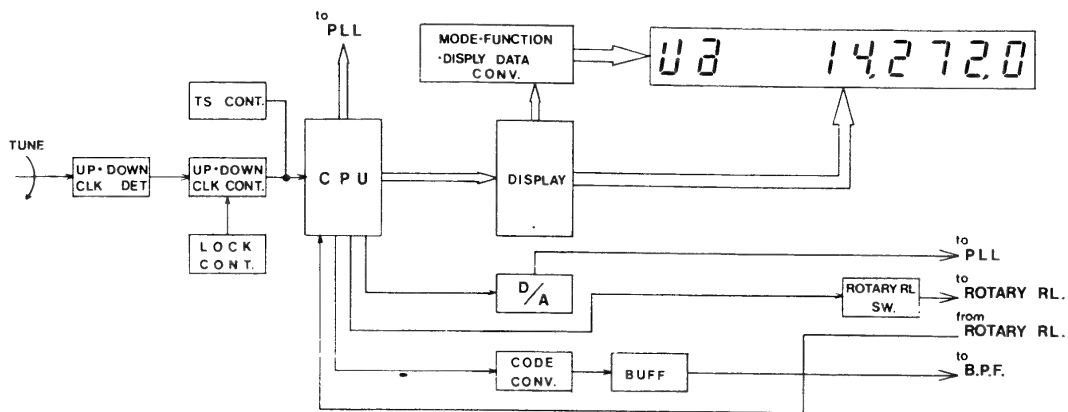 to
PLL
MODE·FUNCTION
·DISPLY DATA
CONV.
U a 14,272.0
TS CONT.
TUNE
UP·DOWN
CLK DET
UP·DOWN
CLK CONT.
CPU
DISPLAY
LOCK
CONT.
D/A
to
PLL
ROTARY RL
SW.
to
ROTARY RL.
from
ROTARY RL.
CODE
CONV.
BUFF
to
B.P.F.